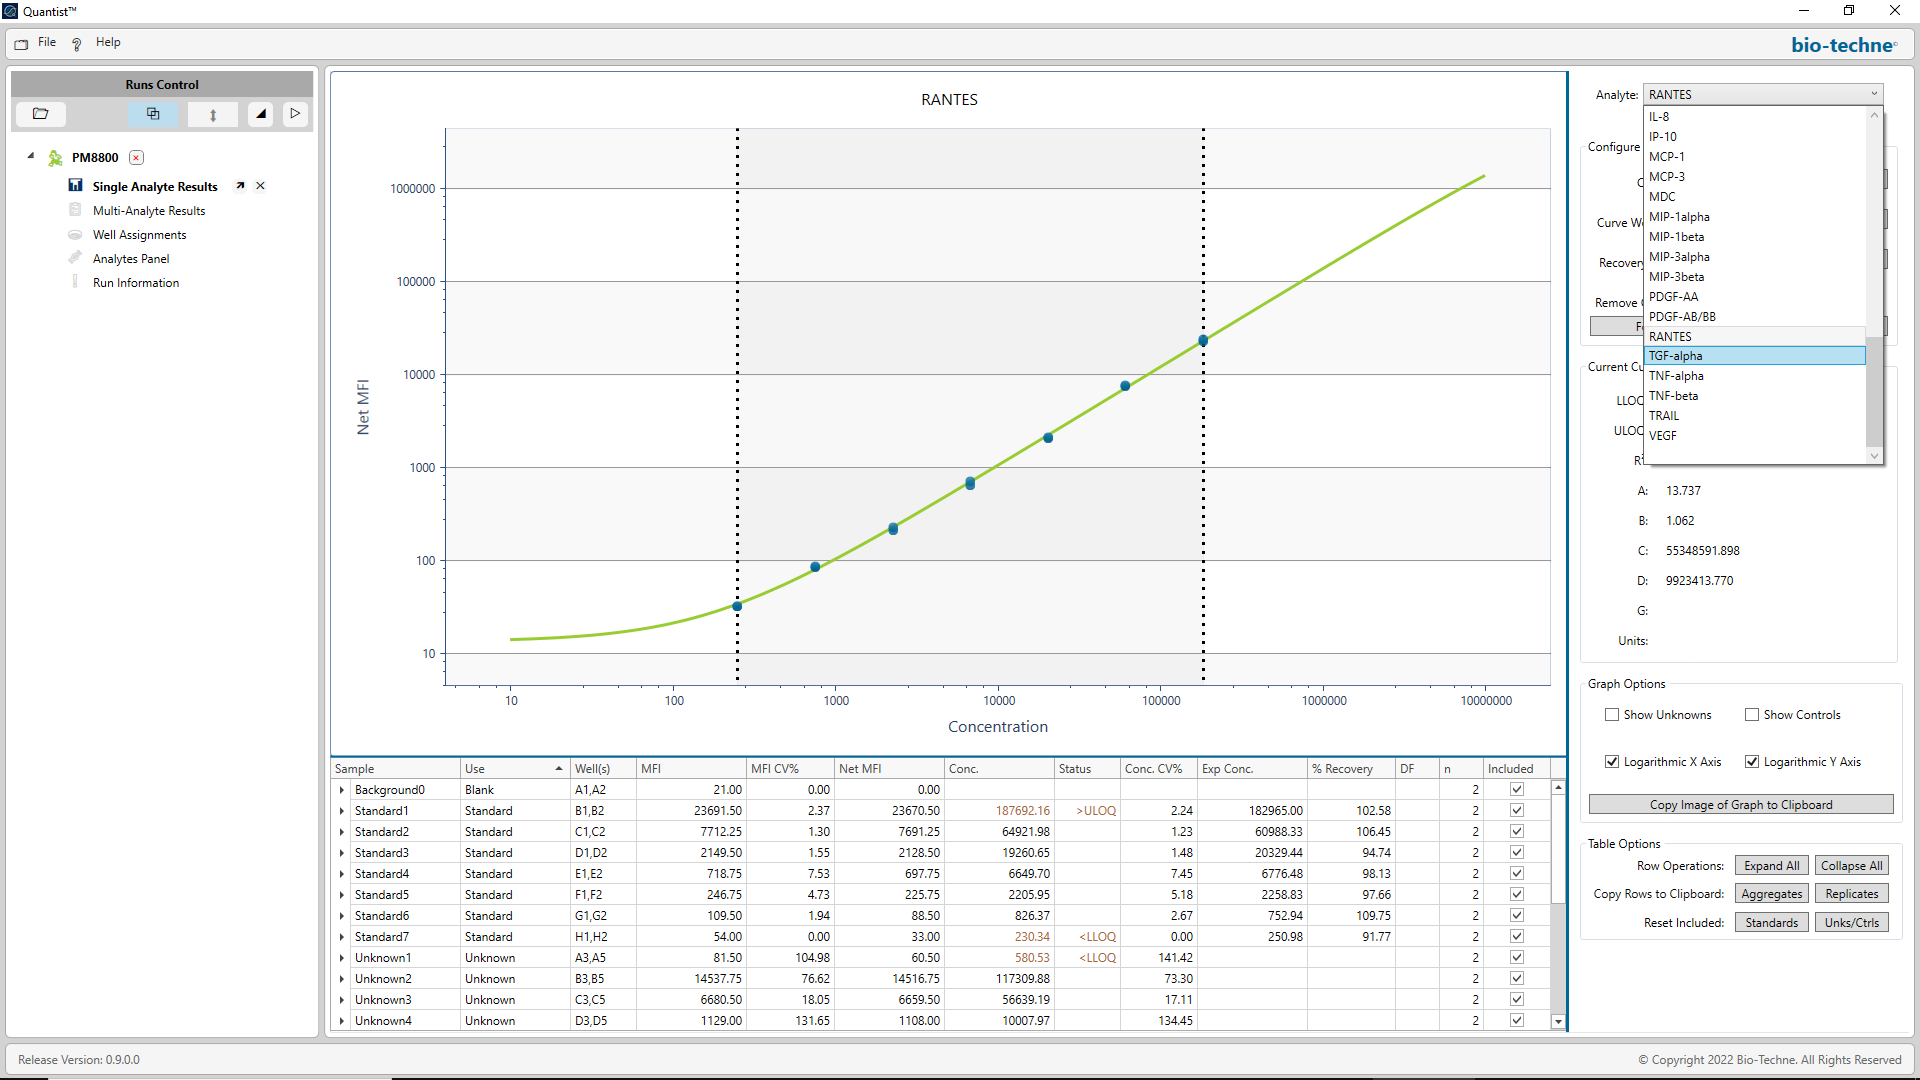 Quantist™
File
Help
bio-techne
Runs Control
PM8800
Single Analyte Results
Multi-Analyte Results
Well Assignments
Analytes Panel
Run Information
RANTES
Net MFI
1000000
100000
10000
1000
100
10
10 100 1000 10000 100000 1000000 10000000
Concentration
Analyte: RANTES
IL-8
IP-10
MCP-1
MCP-3
MDC
MIP-1alpha
MIP-1beta
MIP-3alpha
MIP-3beta
PDGF-AA
PDGF-AB/BB
RANTES
TGF-alpha
TNF-alpha
TNF-beta
TRAIL
VEGF
Configure
Curve
Recovery
Remove
LLOQ
ULOQ
A: 13.737
B: 1.062
C: 55348591.898
D: 9923413.770
G:
Units:
Graph Options
Show Unknowns Show Controls
Logarithmic X Axis Logarithmic Y Axis
Copy Image of Graph to Clipboard
Table Options
Row Operations: Expand All Collapse All
Copy Rows to Clipboard: Aggregates Replicates
Reset Included: Standards Unks/Ctrls
Sample Use Well(s) MFI MFI CV% Net MFI Conc. Status Conc. CV% Exp Conc. % Recovery DF n Included
Background0 Blank A1,A2 21.00 0.00 0.00 2
Standard1 Standard B1,B2 23691.50 2.37 23670.50 187692.16 >ULOQ 2.24 182965.00 102.58 2
Standard2 Standard C1,C2 7712.25 1.30 7691.25 64921.98 1.23 60988.33 106.45 2
Standard3 Standard D1,D2 2149.50 1.55 2128.50 19260.65 1.48 20329.44 94.74 2
Standard4 Standard E1,E2 718.75 7.53 697.75 6649.70 7.45 6776.48 98.13 2
Standard5 Standard F1,F2 246.75 4.73 225.75 2205.95 5.18 2258.83 97.66 2
Standard6 Standard G1,G2 109.50 1.94 88.50 826.37 2.67 752.94 109.75 2
Standard7 Standard H1,H2 54.00 0.00 33.00 230.34 <LLOQ 0.00 250.98 91.77 2
Unknown1 Unknown A3,A5 81.50 104.98 60.50 580.53 <LLOQ 141.42 2
Unknown2 Unknown B3,B5 14537.75 76.62 14516.75 117309.88 73.30 2
Unknown3 Unknown C3,C5 6680.50 18.05 6659.50 56639.19 17.11 2
Unknown4 Unknown D3,D5 1129.00 131.65 1108.00 10007.97 134.45 2
Release Version: 0.9.0.0
© Copyright 2022 Bio-Techne. All Rights Reserved